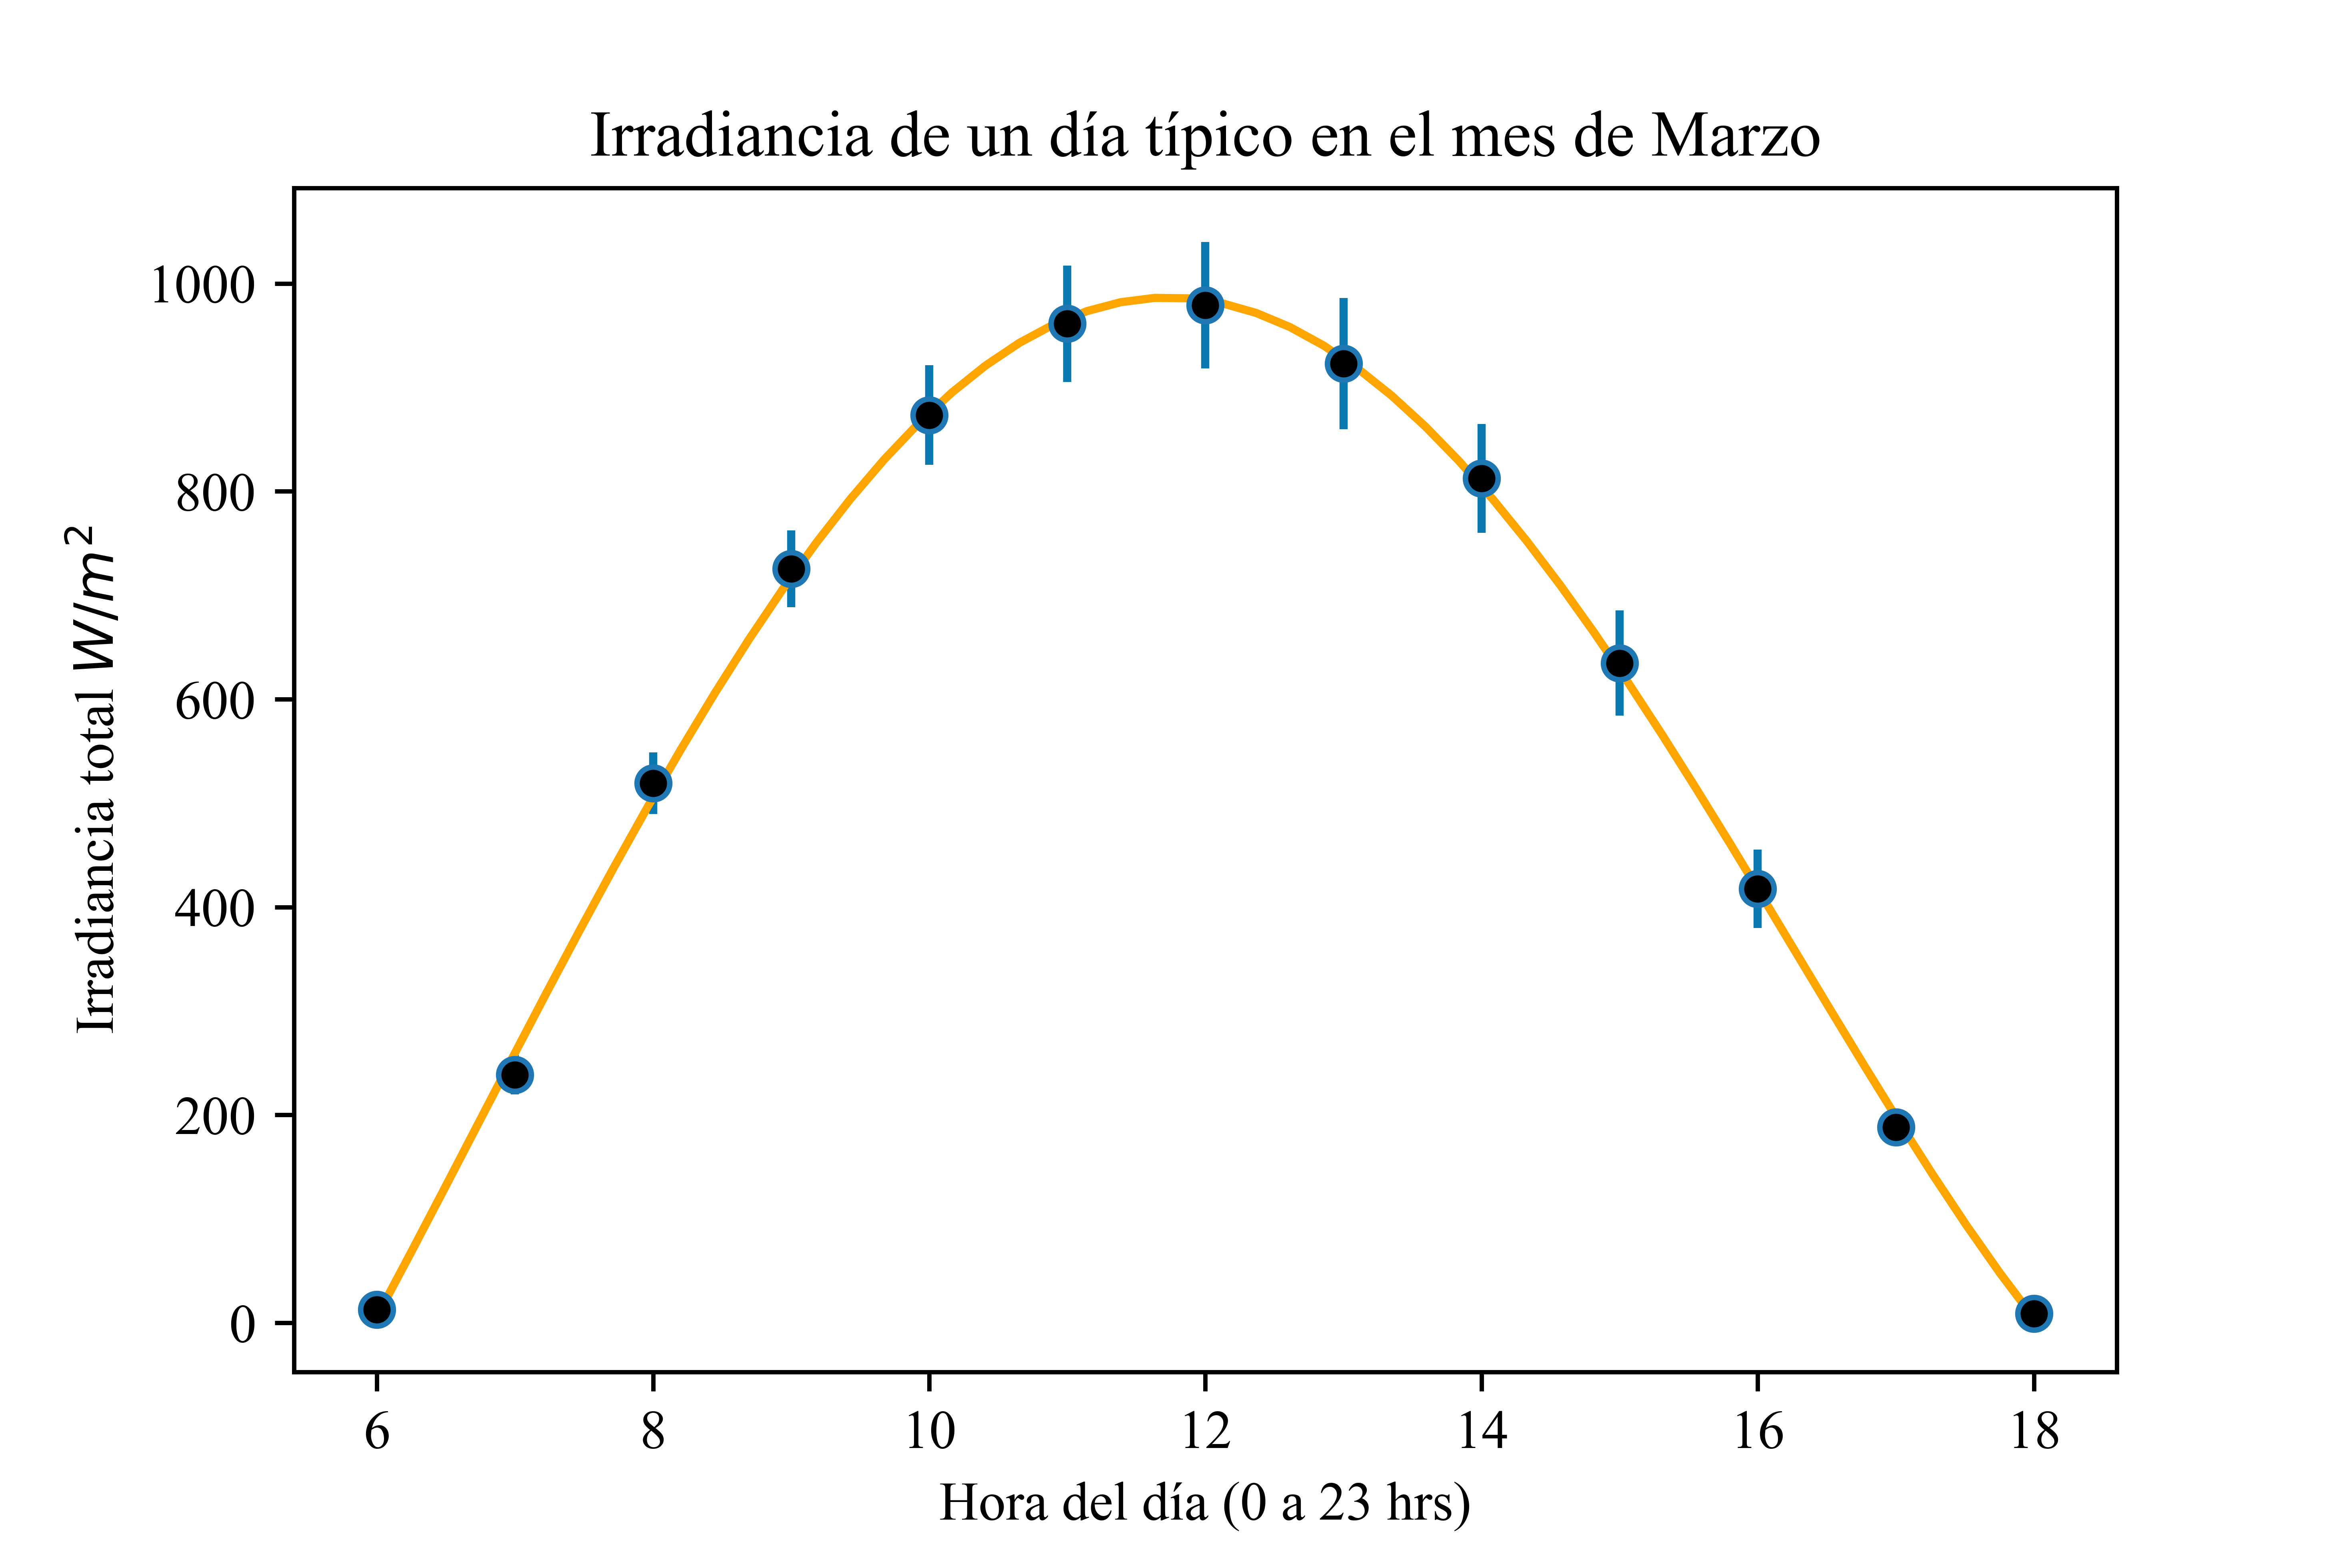 Irradiancia de un día típico en el mes de Marzo
Irradiancia total W/m²
1000
800
600
400
200
0
6 8 10 12 14 16 18
Hora del día (0 a 23 hrs)